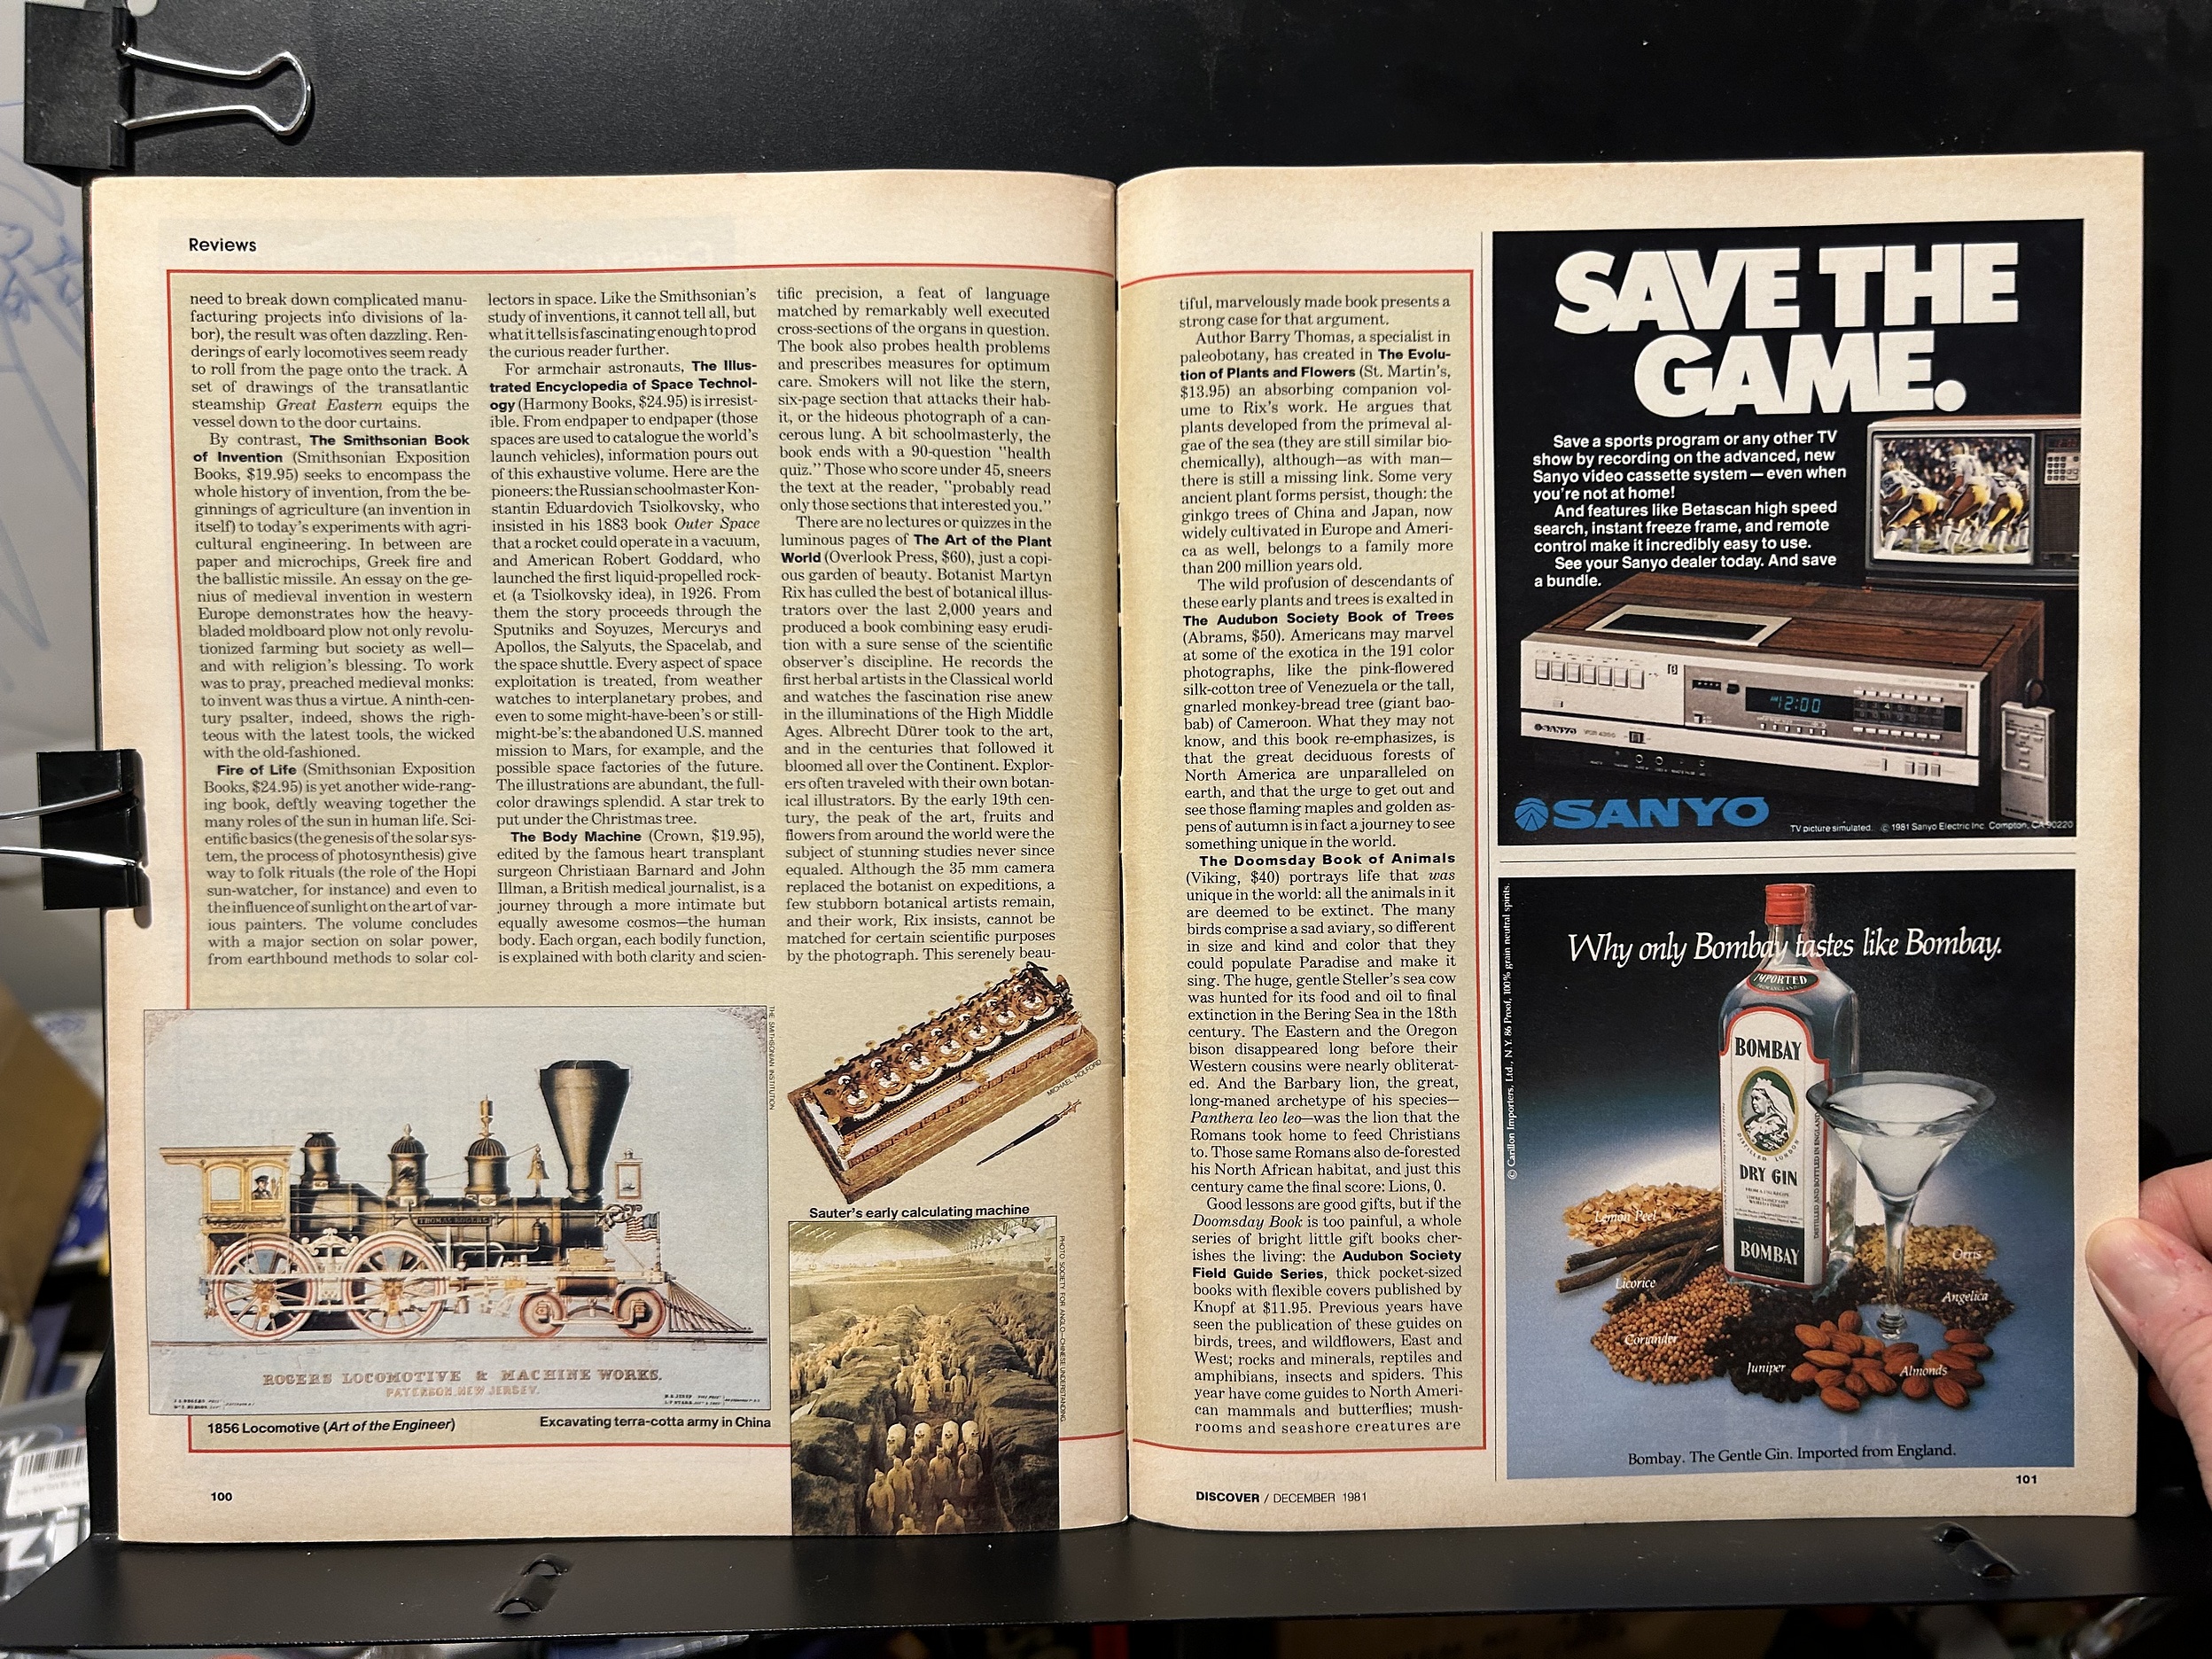 Reviews
need to break down complicated manu-
facturing projects into divisions of la-
bor), the result was often dazzling. Ren-
derings of early locomotives seem ready
to roll from the page onto the track. A
set of drawings of the transatlantic
steamship Great Eastern equips the
vessel down to the door curtains.
By contrast, The Smithsonian Book
of Invention (Smithsonian Exposition
Books, $19.95) seeks to encompass the
whole history of invention, from the be-
ginnings of agriculture (an invention in
itself) to today's experiments with agri-
cultural engineering. In between are
paper and microchips, Greek fire and
the ballistic missile. An essay on the ge-
nius of medieval invention in western
Europe demonstrates how the heavy-
bladed moldboard plow not only revolu-
tionized farming but society as well—
and with religion's blessing. To work
was to pray, preached medieval monks:
to invent was thus a virtue. A ninth-cen-
tury psalter, indeed, shows the righ-
teous with the latest tools, the wicked
with the old-fashioned.
Fire of Life (Smithsonian Exposition
Books, $24.95) is yet another wide-rang-
ing book, deftly weaving together the
many roles of the sun in human life. Sci-
entific basics (the genesis of the solar sys-
tem, the process of photosynthesis) give
way to folk rituals (the role of the Hopi
sun-watcher, for instance) and even to
the influence of sunlight on the art of var-
ious painters. The volume concludes
with a major section on solar power,
from earthbound methods to solar col-
lectors in space. Like the Smithsonian's
study of inventions, it cannot tell all, but
what it tells is fascinating enough to prod
the curious reader further.
For armchair astronauts, The Illus-
trated Encyclopedia of Space Technol-
ogy (Harmony Books, $24.95) is irresist-
ible. From endpaper to endpaper (those
spaces are used to catalogue the world's
launch vehicles), information pours out
of this exhaustive volume. Here are the
pioneers: the Russian schoolmaster Kon-
stantin Eduardovich Tsiolkovsky, who
insisted in his 1883 book Outer Space
that a rocket could operate in a vacuum,
and American Robert Goddard, who
launched the first liquid-propelled rock-
et (a Tsiolkovsky idea), in 1926. From
them the story proceeds through the
Sputniks and Soyuzes, Mercurys and
Apollos, the Salyuts, the Spacelab, and
the space shuttle. Every aspect of space
exploitation is treated, from weather
watches to interplanetary probes, and
even to some might-have-been's or still-
might-be's: the abandoned U.S. manned
mission to Mars, for example, and the
possible space factories of the future.
The illustrations are abundant, the full-
color drawings splendid. A star trek to
put under the Christmas tree.
The Body Machine (Crown, $19.95),
edited by the famous heart transplant
surgeon Christiaan Barnard and John
Illman, a British medical journalist, is a
journey through a more intimate but
equally awesome cosmos—the human
body. Each organ, each bodily function,
is explained with both clarity and scien-
tific precision, a feat of language
matched by remarkably well executed
cross-sections of the organs in question.
The book also probes health problems
and prescribes measures for optimum
care. Smokers will not like the stern,
six-page section that attacks their hab-
it, or the hideous photograph of a can-
cerous lung. A bit schoolmasterly, the
book ends with a 90-question "health
quiz." Those who score under 45, sneers
the text at the reader, "probably read
only those sections that interested you."
There are no lectures or quizzes in the
luminous pages of The Art of the Plant
World (Overlook Press, $60), just a copi-
ous garden of beauty. Botanist Martyn
Rix has culled the best of botanical illus-
trators over the last 2,000 years and
produced a book combining easy erudi-
tion with a sure sense of the scientific
observer's discipline. He records the
first herbal artists in the Classical world
and watches the fascination rise anew
in the illuminations of the High Middle
Ages. Albrecht Dürer took to the art,
and in the centuries that followed it
bloomed all over the Continent. Explor-
ers often traveled with their own botan-
ical illustrators. By the early 19th cen-
tury, the peak of the art, fruits and
flowers from around the world were the
subject of stunning studies never since
equaled. Although the 35 mm camera
replaced the botanist on expeditions, a
few stubborn botanical artists remain,
and their work, Rix insists, cannot be
matched for certain scientific purposes
by the photograph. This serenely beau-
THE SMITHSONIAN INSTITUTION
THOMAS ROGERS
ROGERS LOCOMOTIVE & MACHINE WORKS.
PATERSON, NEW JERSEY.
1856 Locomotive (Art of the Engineer)
Excavating terra-cotta army in China
MICHAEL HOLFORD
Sauter's early calculating machine
PHOTO SOCIETY FOR ANGLO-CHINESE UNDERSTANDING
100
tiful, marvelously made book presents a
strong case for that argument.
Author Barry Thomas, a specialist in
paleobotany, has created in The Evolu-
tion of Plants and Flowers (St. Martin's,
$13.95) an absorbing companion vol-
ume to Rix's work. He argues that
plants developed from the primeval al-
gae of the sea (they are still similar bio-
chemically), although—as with man—
there is still a missing link. Some very
ancient plant forms persist, though: the
ginkgo trees of China and Japan, now
widely cultivated in Europe and Ameri-
ca as well, belongs to a family more
than 200 million years old.
The wild profusion of descendants of
these early plants and trees is exalted in
The Audubon Society Book of Trees
(Abrams, $50). Americans may marvel
at some of the exotica in the 191 color
photographs, like the pink-flowered
silk-cotton tree of Venezuela or the tall,
gnarled monkey-bread tree (giant bao-
bab) of Cameroon. What they may not
know, and this book re-emphasizes, is
that the great deciduous forests of
North America are unparalleled on
earth, and that the urge to get out and
see those flaming maples and golden as-
pens of autumn is in fact a journey to see
something unique in the world.
The Doomsday Book of Animals
(Viking, $40) portrays life that was
unique in the world: all the animals in it
are deemed to be extinct. The many
birds comprise a sad aviary, so different
in size and kind and color that they
could populate Paradise and make it
sing. The huge, gentle Steller's sea cow
was hunted for its food and oil to final
extinction in the Bering Sea in the 18th
century. The Eastern and the Oregon
bison disappeared long before their
Western cousins were nearly obliterat-
ed. And the Barbary lion, the great,
long-maned archetype of his species—
Panthera leo leo—was the lion that the
Romans took home to feed Christians
to. Those same Romans also de-forested
his North African habitat, and just this
century came the final score: Lions, 0.
Good lessons are good gifts, but if the
Doomsday Book is too painful, a whole
series of bright little gift books cher-
ishes the living: the Audubon Society
Field Guide Series, thick pocket-sized
books with flexible covers published by
Knopf at $11.95. Previous years have
seen the publication of these guides on
birds, trees, and wildflowers, East and
West; rocks and minerals, reptiles and
amphibians, insects and spiders. This
year have come guides to North Ameri-
can mammals and butterflies; mush-
rooms and seashore creatures are
DISCOVER / DECEMBER 1981
SAVE THE
GAME.
Save a sports program or any other TV
show by recording on the advanced, new
Sanyo video cassette system — even when
you're not at home!
And features like Betascan high speed
search, instant freeze frame, and remote
control make it incredibly easy to use.
See your Sanyo dealer today. And save
a bundle.
12:00
SANYO
SANYO
TV picture simulated. © 1981 Sanyo Electric Inc. Compton, CA 90220
© Carillon Importers, Ltd., N.Y. 86 Proof, 100% grain neutral spirits.
Why only Bombay tastes like Bombay.
IMPORTED
BOMBAY
DISTILLED LONDON
DRY GIN
BOMBAY
DISTILLED AND BOTTLED IN ENGLAND
Lemon Peel
Licorice
Coriander
Juniper
Almonds
Angelica
Orris
Bombay. The Gentle Gin. Imported from England.
101